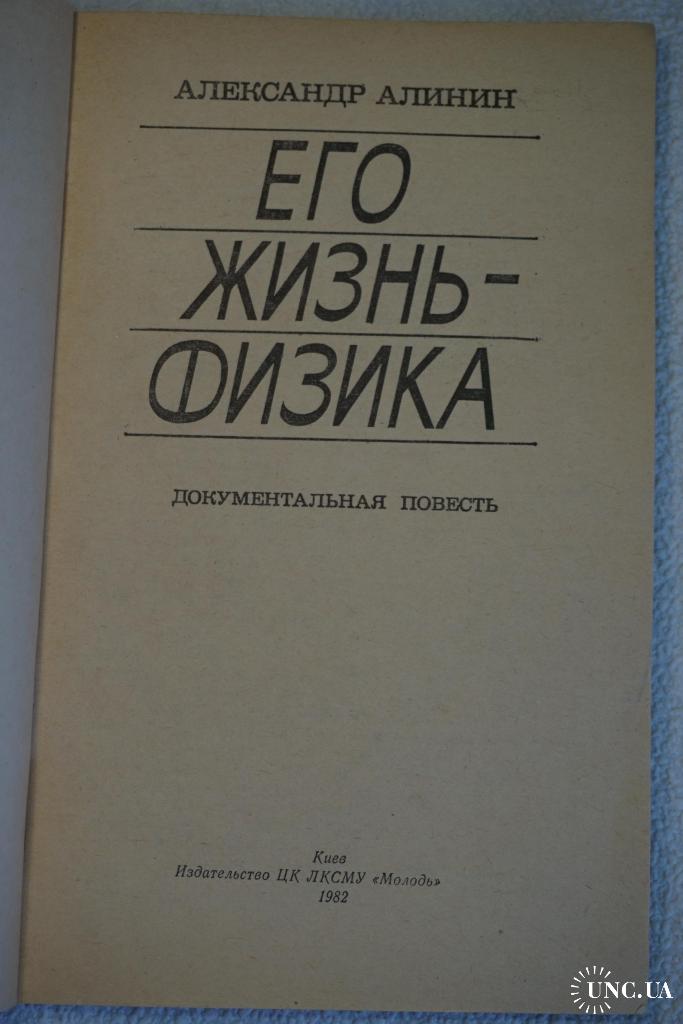 АЛЕКСАНДР АЛИНИН
ЕГО
ЖИЗНЬ-
ФИЗИКА
ДОКУМЕНТАЛЬНАЯ ПОВЕСТЬ
Киев
Издательство ЦК ЛКСМУ «Молодь»
1982
UNC.UA